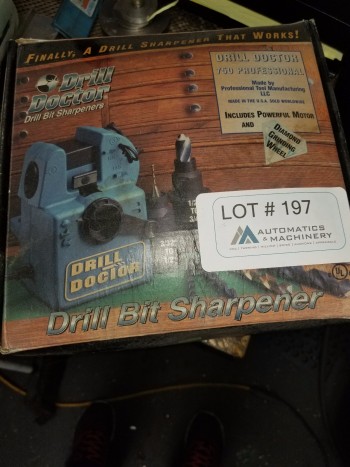 FINALLY, A DRILL SHARPENER THAT WORKS!
Drill
Doctor
Drill Bit Sharpeners
DRILL DOCTOR
750 PROFESSIONAL
Made by
Professional Tool Manufacturing
LLC
MADE IN THE U.S.A. SOLD WORLDWIDE
INCLUDES POWERFUL MOTOR
AND
DIAMOND
GRINDING
WHEEL
LOT # 197
AUTOMATICS
& MACHINERY
DRILL
DOCTOR
Drill Bit Sharpener
UL